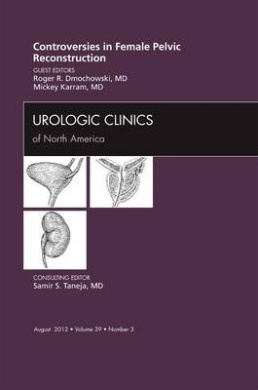 Controversies in Female Pelvic
Reconstruction
GUEST EDITORS
Roger R. Dmochowski, MD
Mickey Karram, MD
UROLOGIC CLINICS
of North America
CONSULTING EDITOR
Samir S. Taneja, MD
August 2012 • Volume 39 • Number 3